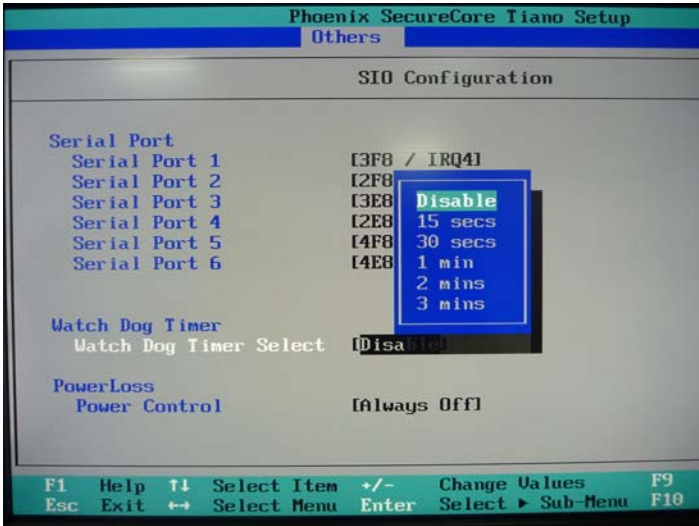 Phoenix SecureCore Tiano Setup
Others
SIO Configuration
Serial Port
Serial Port 1 [3F8 / IRQ4]
Serial Port 2 [2F8
Serial Port 3 [3E8
Serial Port 4 [2E8
Serial Port 5 [4F8
Serial Port 6 [4E8
Disable
15 secs
30 secs
1 min
2 mins
3 mins
Watch Dog Timer
Watch Dog Timer Select [Disable]
PowerLoss
Power Control [Always Off]
F1 Help ↑↓ Select Item +/- Change Values F9
Esc Exit ↔ Select Menu Enter Select ▶ Sub-Menu F10